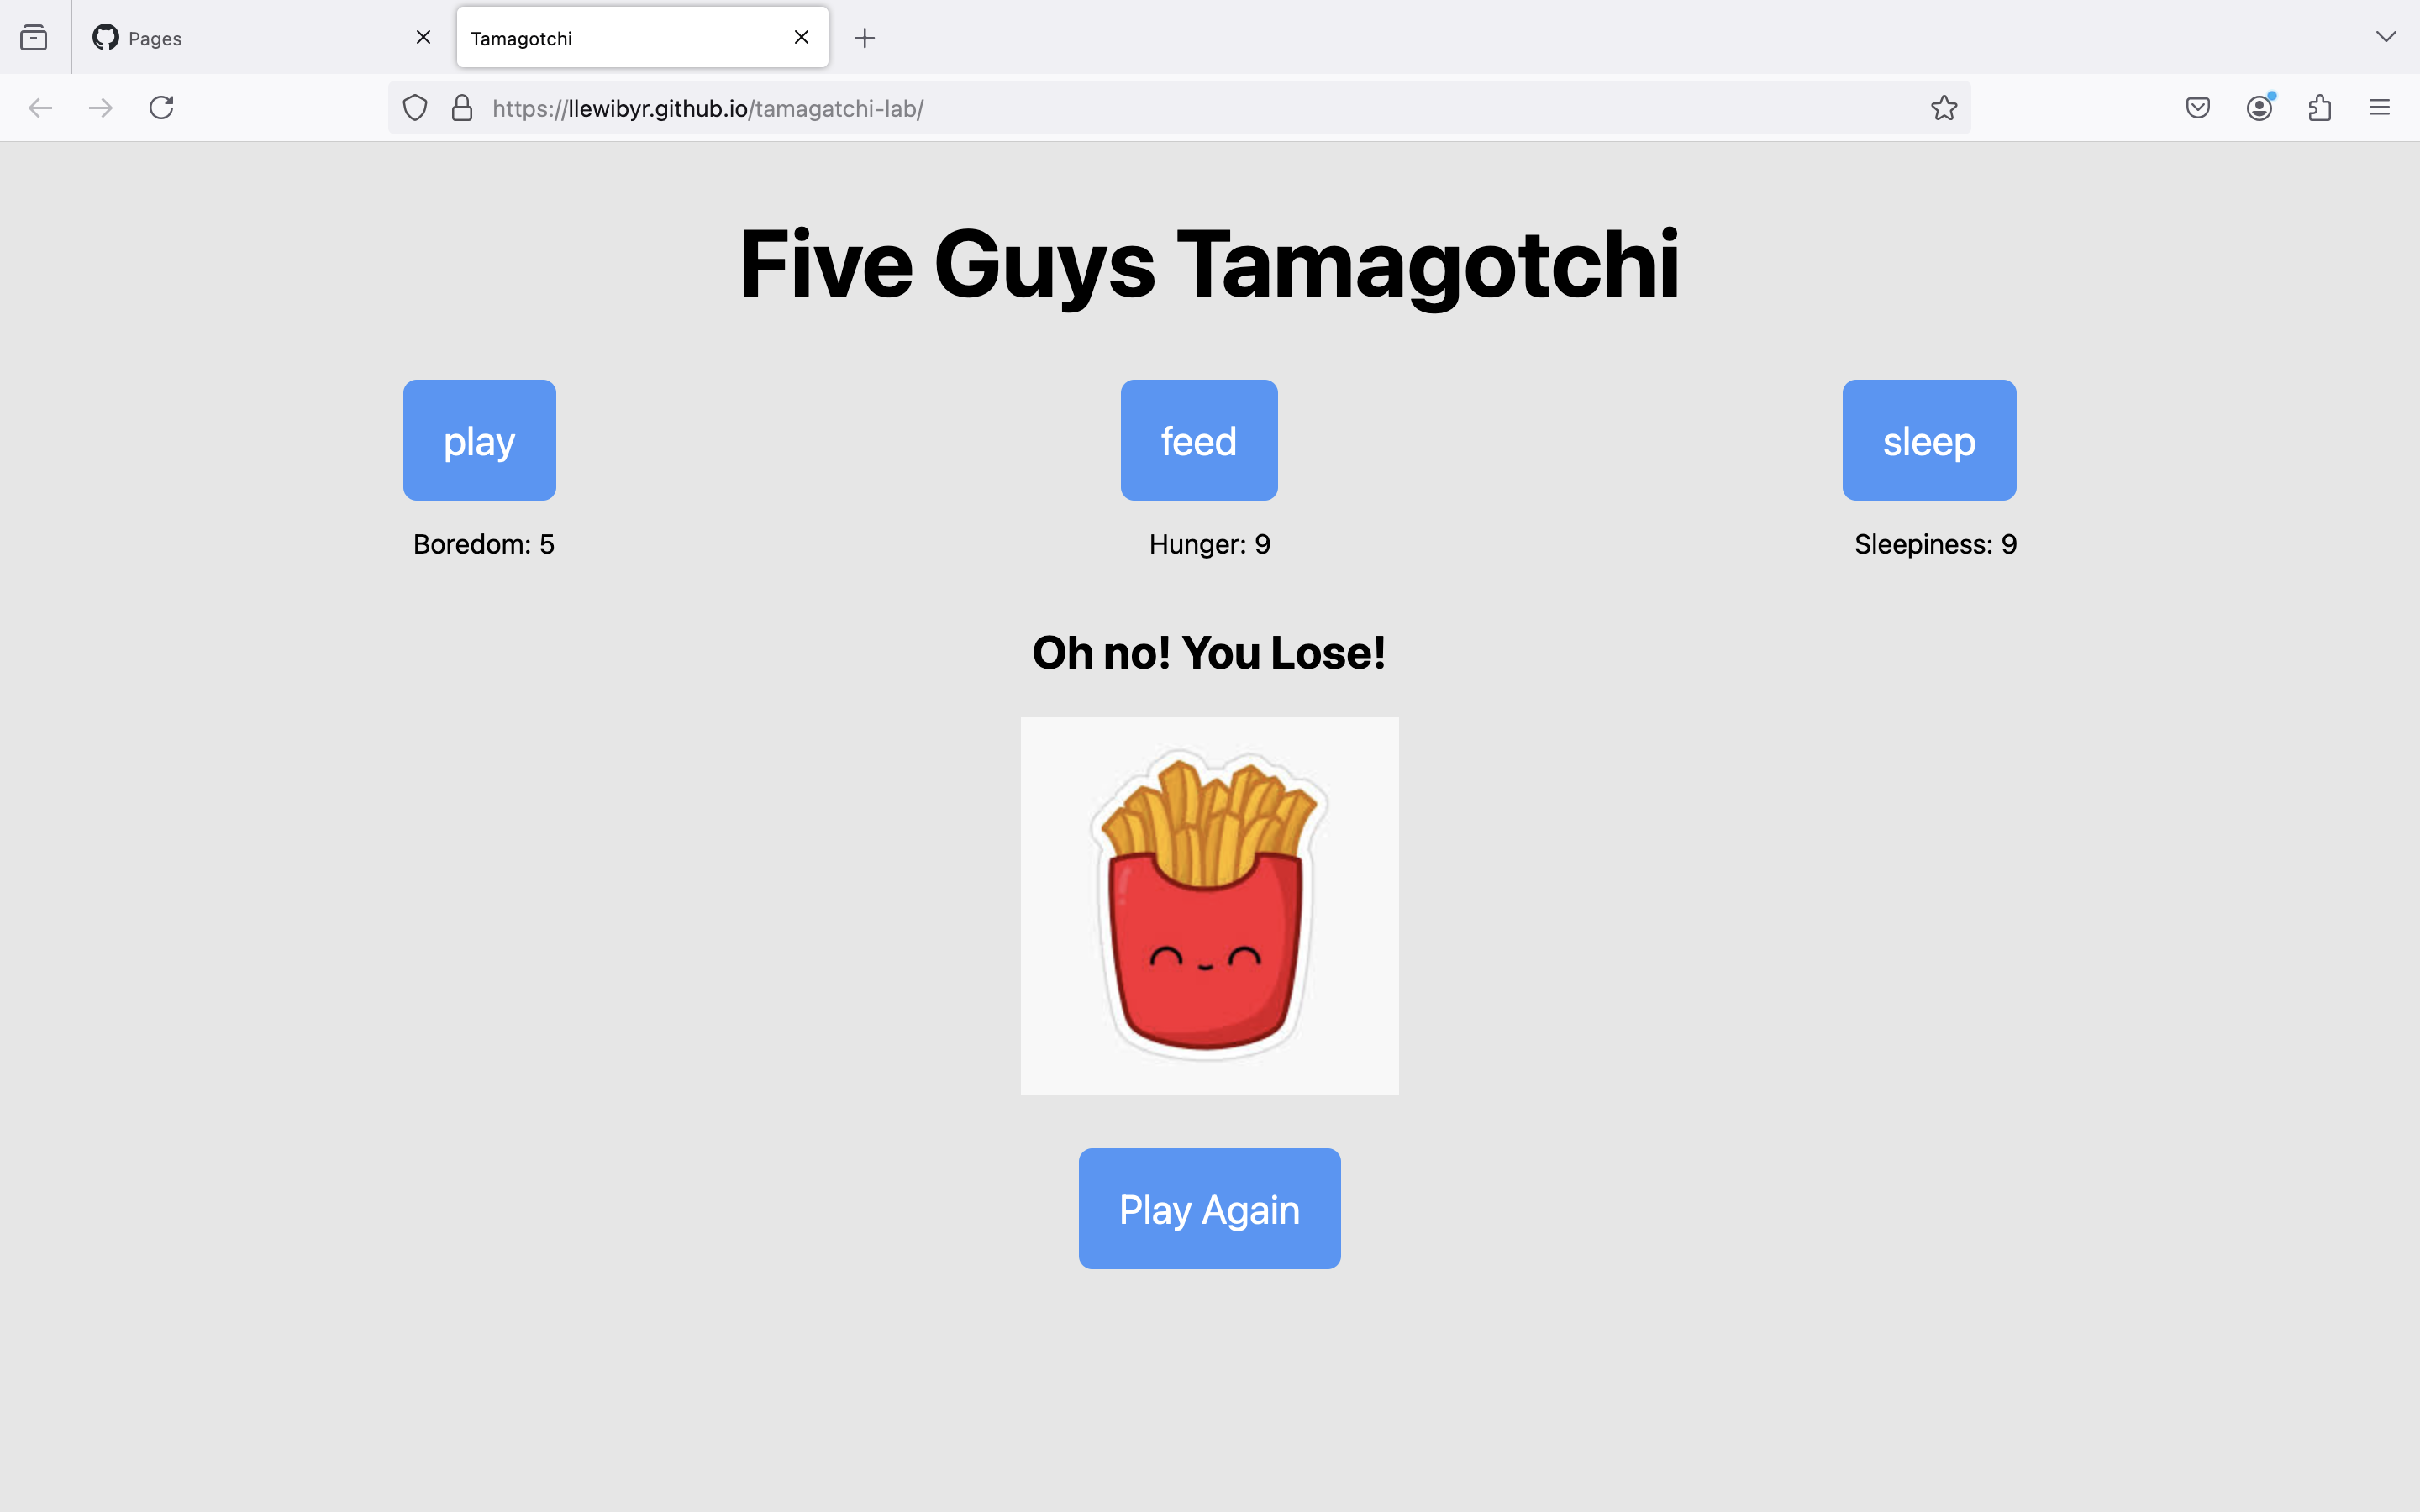 Pages
Tamagotchi
https://llewibyr.github.io/tamagatchi-lab/
Five Guys Tamagotchi
play feed sleep
Boredom: 5 Hunger: 9 Sleepiness: 9
Oh no! You Lose!
Play Again